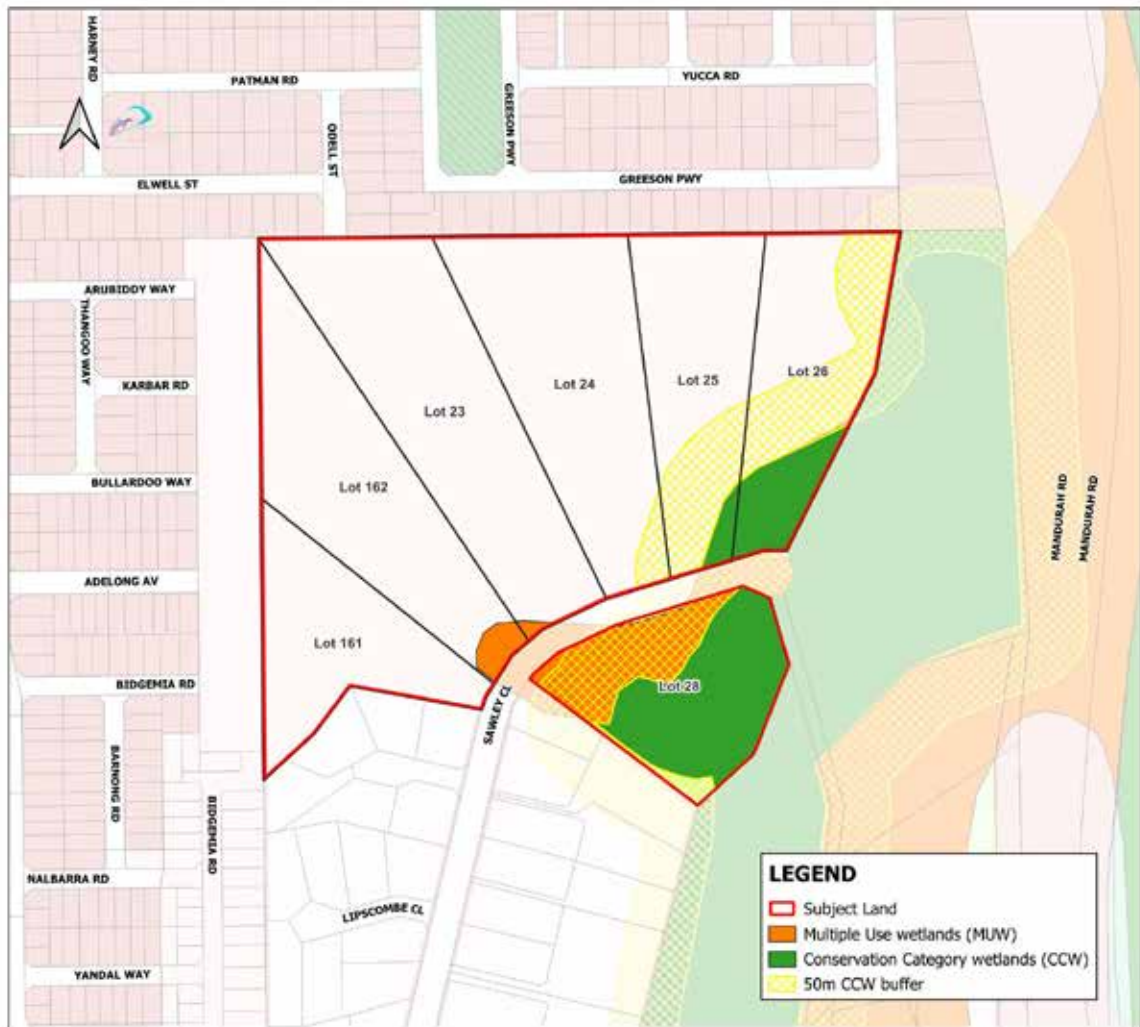 HARNEY RD
PATMAN RD
YUCCA RD
GREESON PWY
ODELL ST
ELWELL ST
GREESON PWY
ARUBIDDY WAY
THANGOO WAY
KARBAR RD
BULLARDOO WAY
ADELONG AV
BIDGEMIA RD
BARNONG RD
BIDGEMIA RD
NALBARRA RD
YANDAL WAY
Lot 23
Lot 24
Lot 25
Lot 26
Lot 162
Lot 161
Lot 28
SAWLEY CL
LIPSCOMBE CL
MANDURAH RD
MANDURAH RD
LEGEND
Subject Land
Multiple Use wetlands (MUW)
Conservation Category wetlands (CCW)
50m CCW buffer